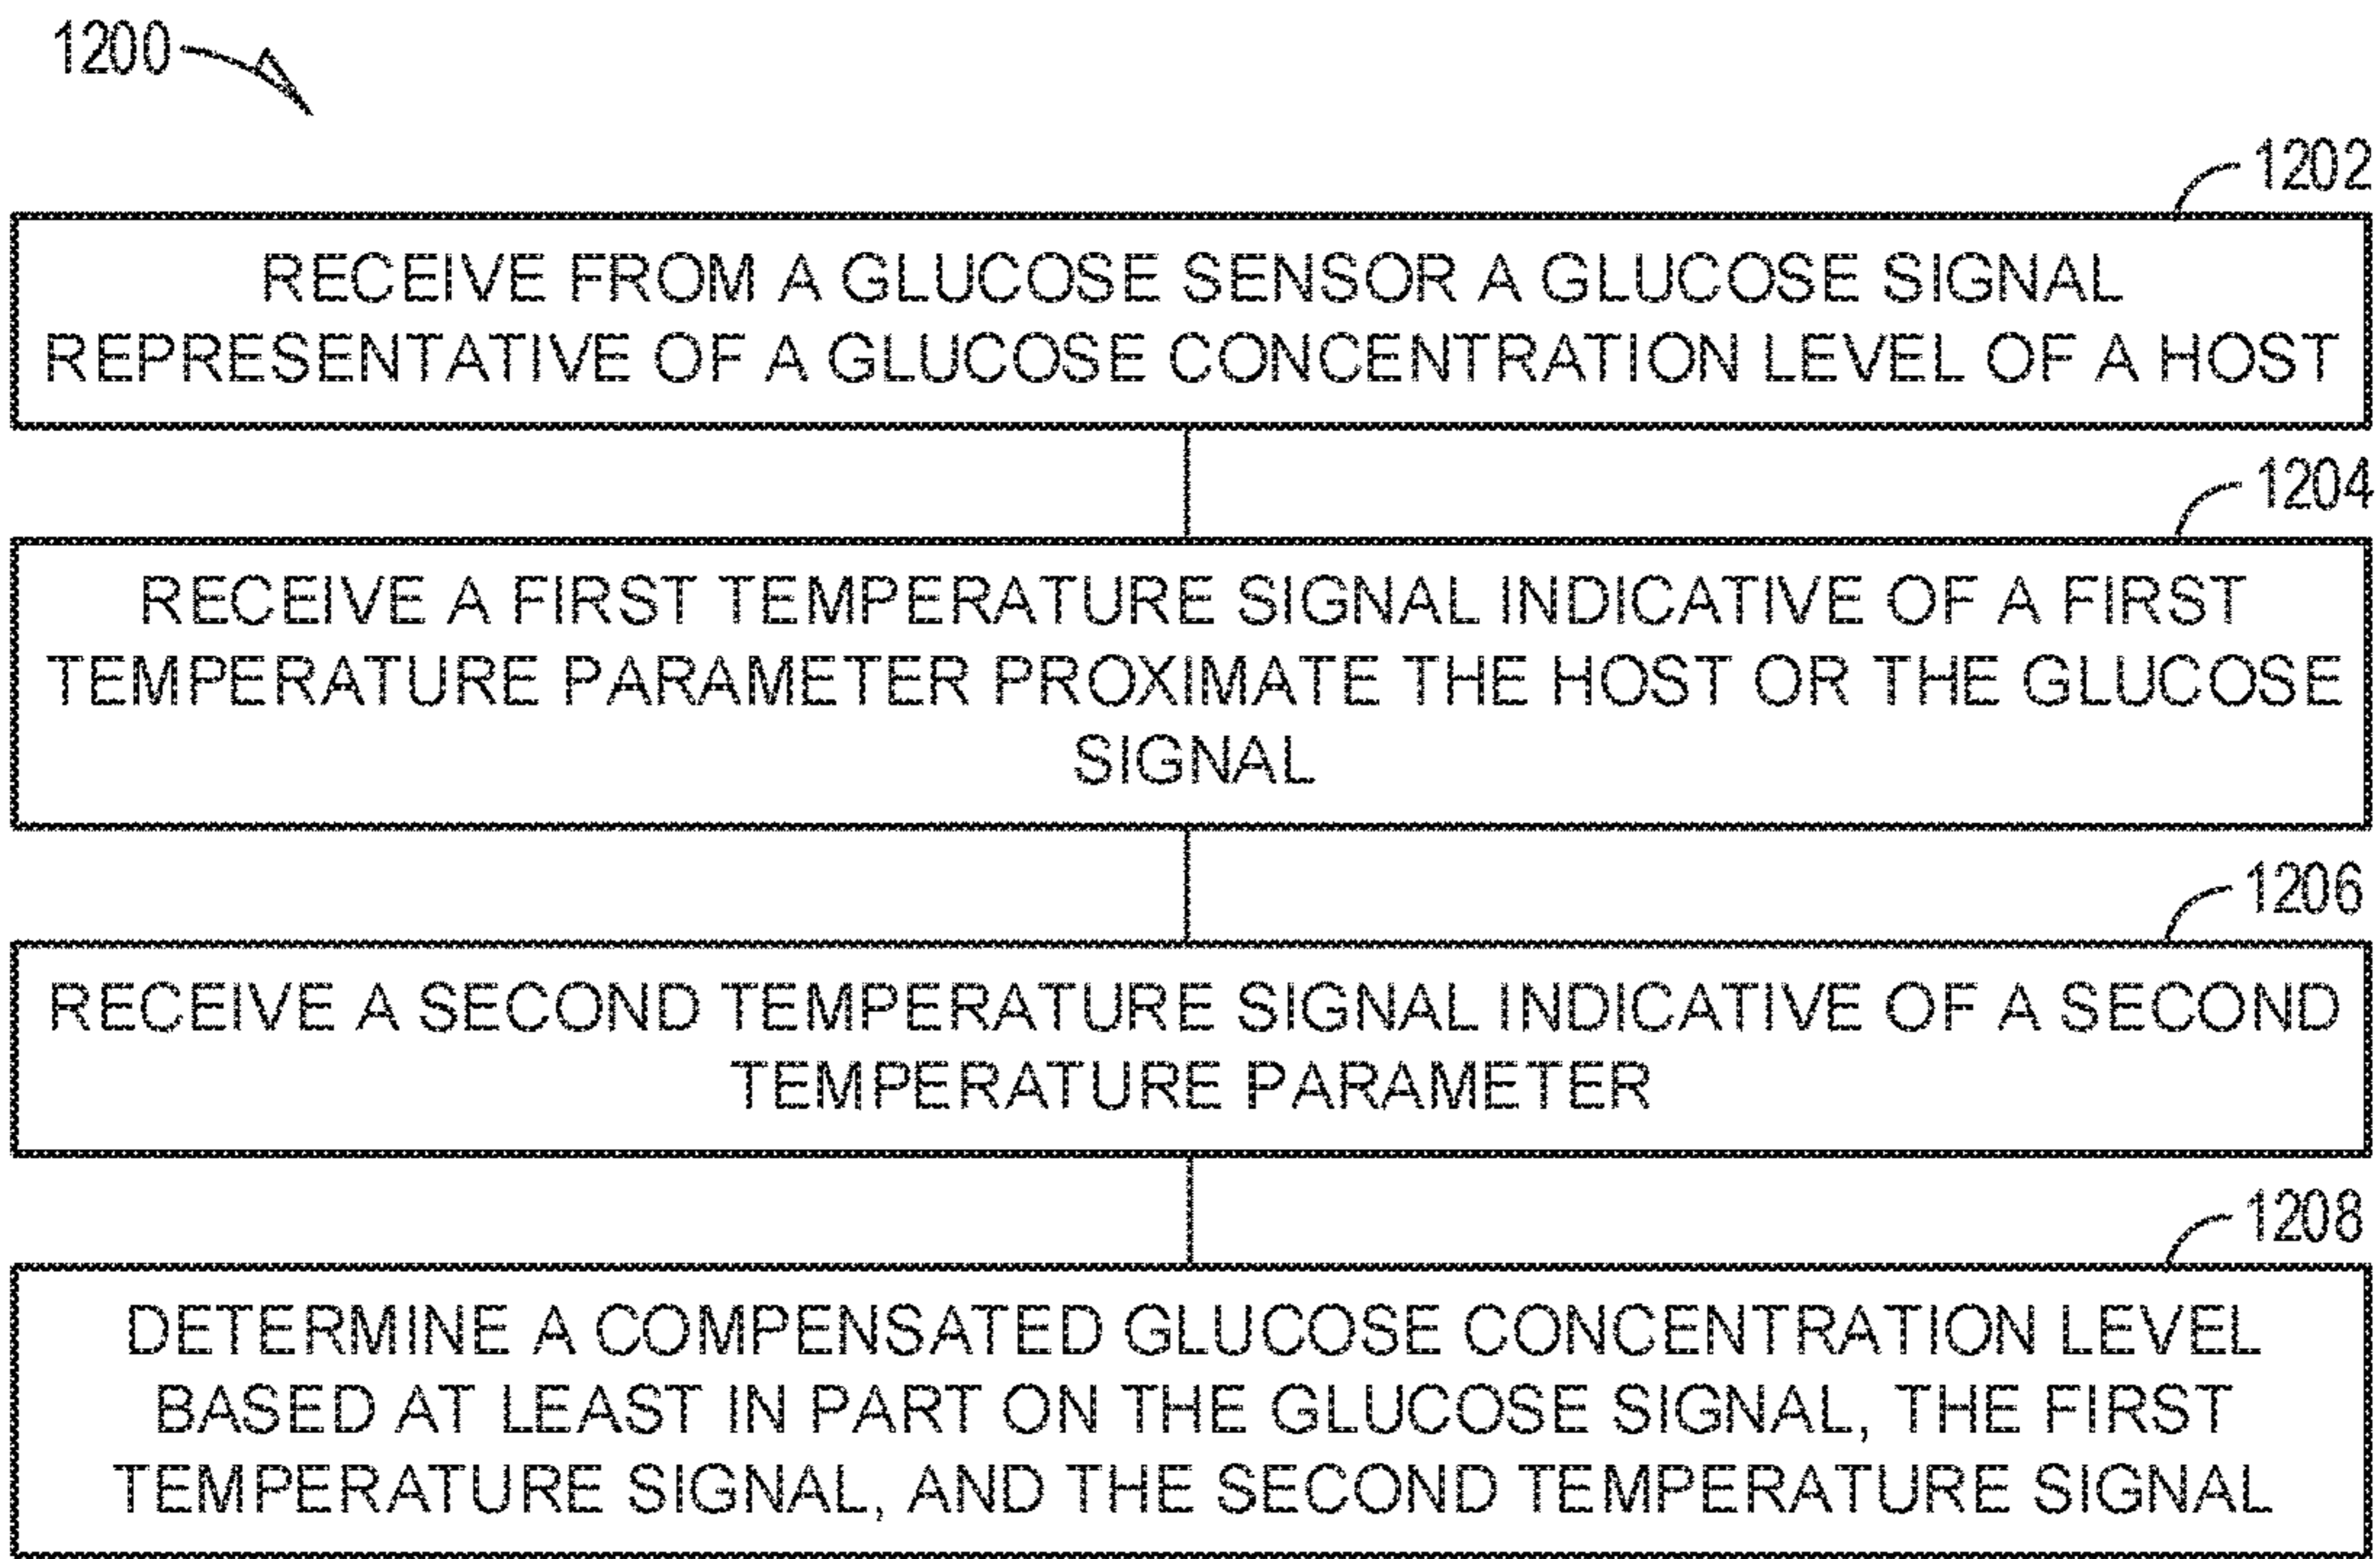 1200
1202
RECEIVE FROM A GLUCOSE SENSOR A GLUCOSE SIGNAL
REPRESENTATIVE OF A GLUCOSE CONCENTRATION LEVEL OF A HOST
1204
RECEIVE A FIRST TEMPERATURE SIGNAL INDICATIVE OF A FIRST
TEMPERATURE PARAMETER PROXIMATE THE HOST OR THE GLUCOSE
SIGNAL
1206
RECEIVE A SECOND TEMPERATURE SIGNAL INDICATIVE OF A SECOND
TEMPERATURE PARAMETER
1208
DETERMINE A COMPENSATED GLUCOSE CONCENTRATION LEVEL
BASED AT LEAST IN PART ON THE GLUCOSE SIGNAL, THE FIRST
TEMPERATURE SIGNAL, AND THE SECOND TEMPERATURE SIGNAL